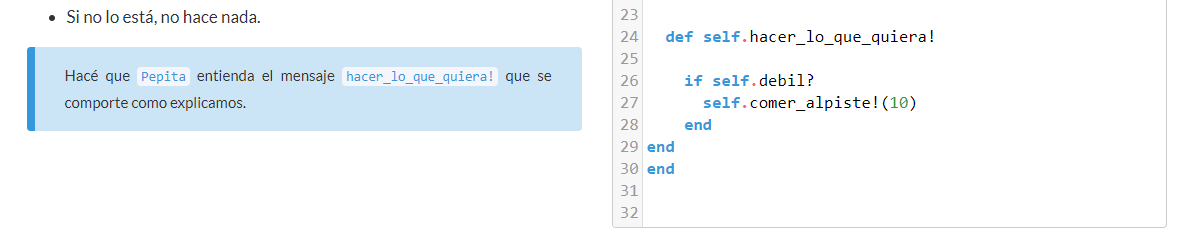 • Si no lo está, no hace nada.
Hacé que Pepita entienda el mensaje hacer_lo_que_quiera! que se
comporte como explicamos.
23
24 def self.hacer_lo_que_quiera!
25
26 if self.debil?
27 self.comer_alpiste!(10)
28 end
29 end
30 end
31
32